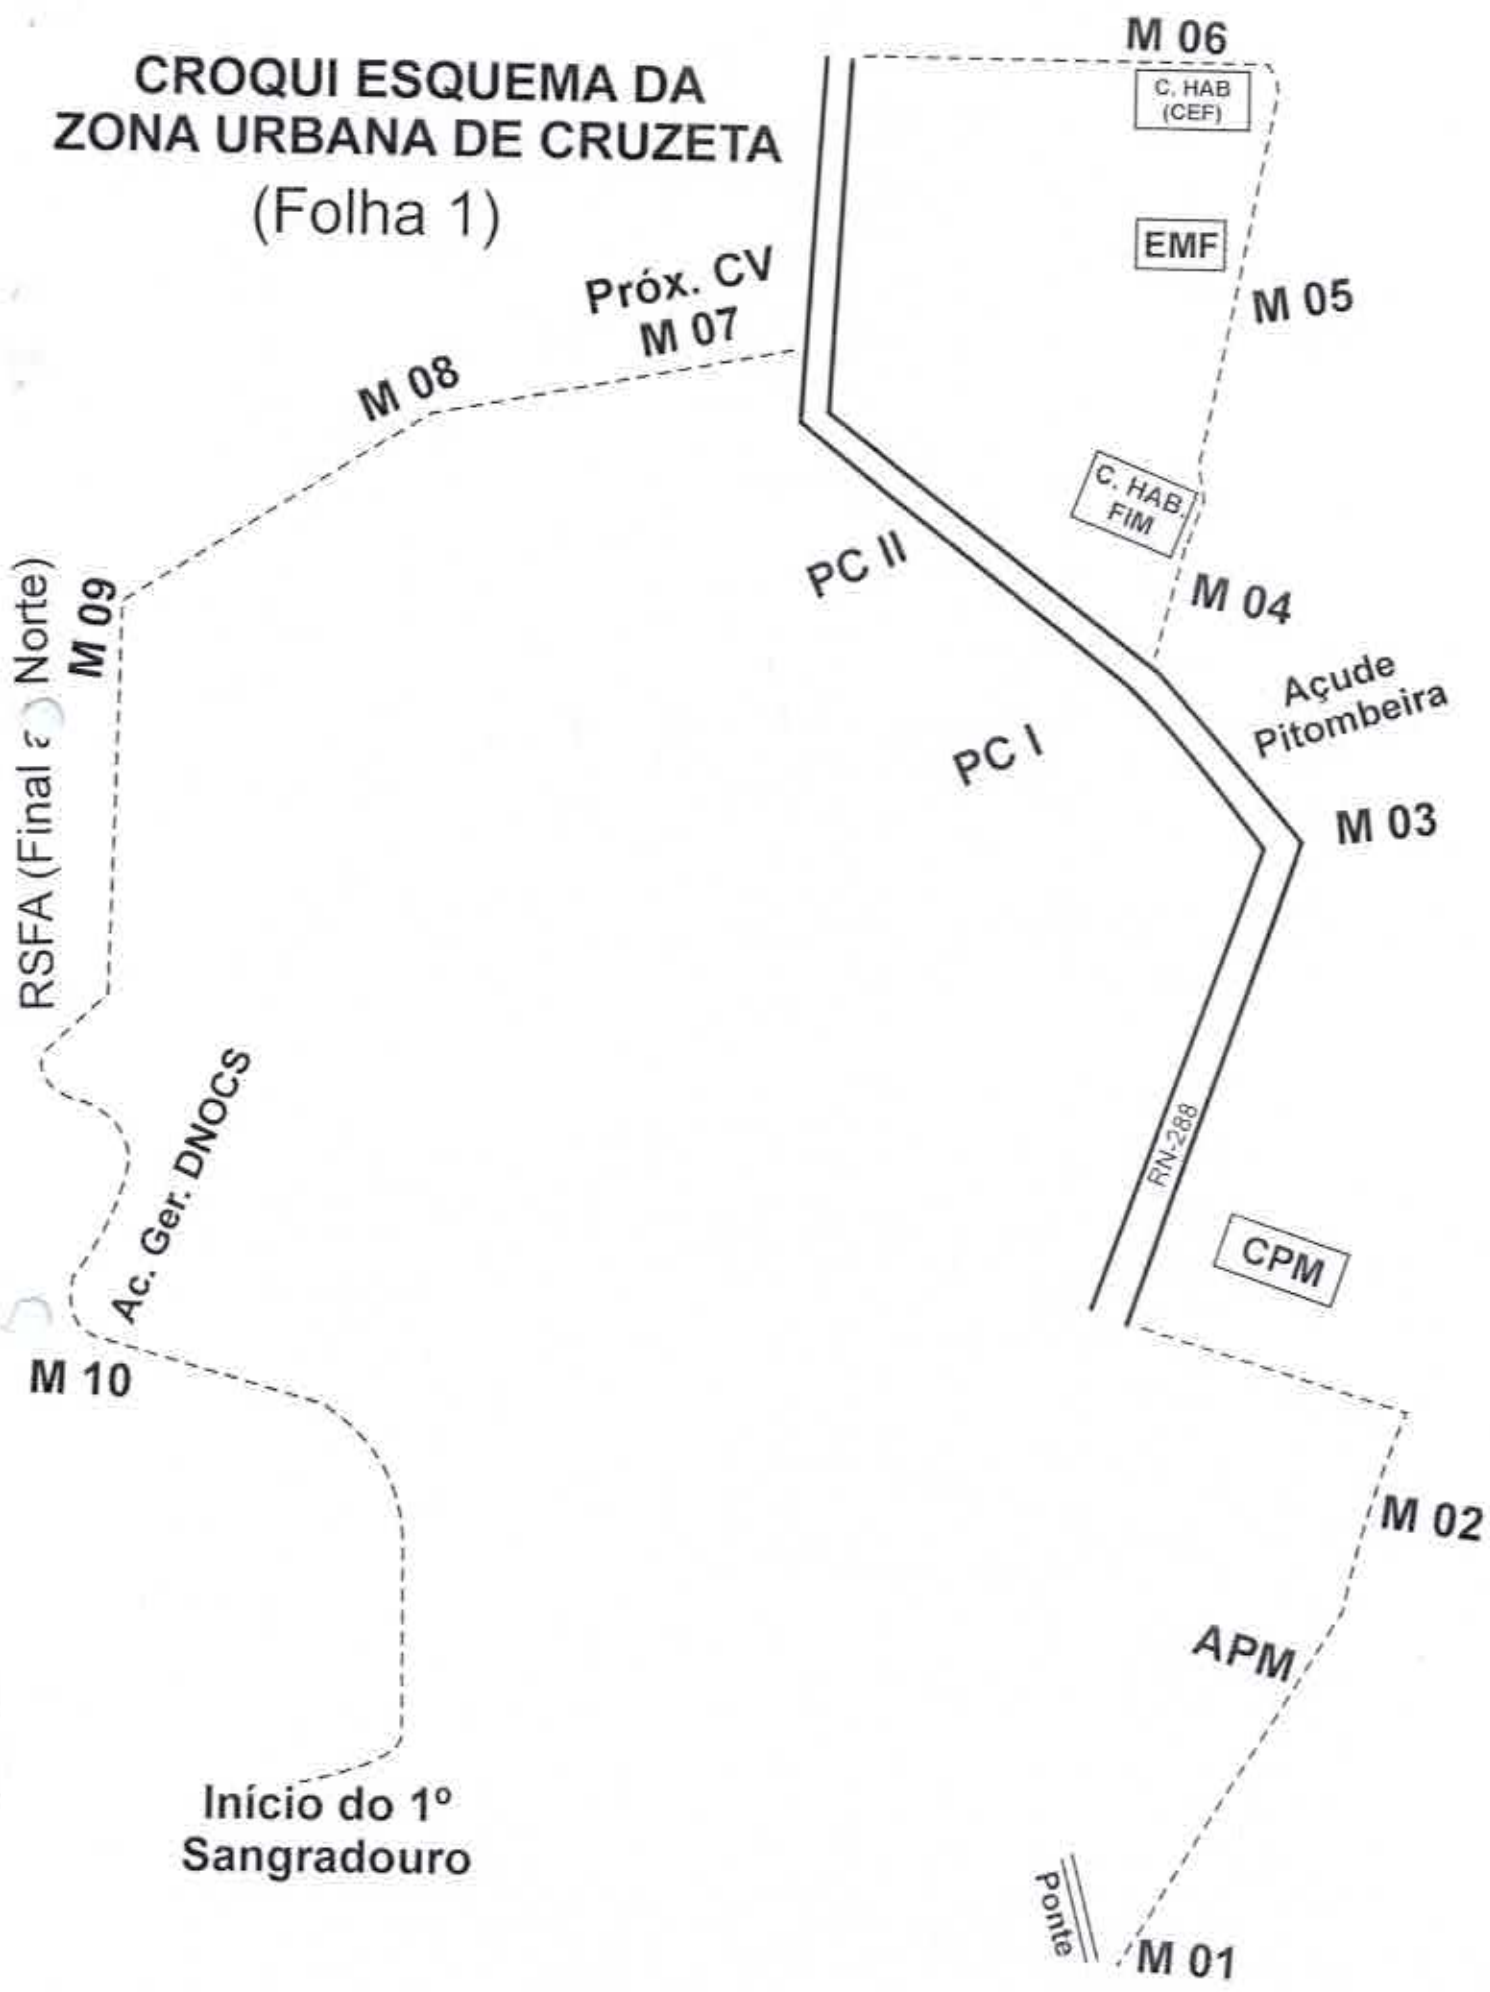 CROQUI ESQUEMA DA
ZONA URBANA DE CRUZETA
(Folha 1)
M 06
C. HAB
(CEF)
EMF
M 05
Próx. CV
M 07
M 08
C. HAB.
FIM
PC II
M 04
M 09
RSFA (Final Norte)
Açude
Pitombeira
PC I
M 03
Ac. Ger. DNOCS
RN-288
CPM
M 10
M 02
APM
Início do 1º
Sangradouro
Ponte
M 01